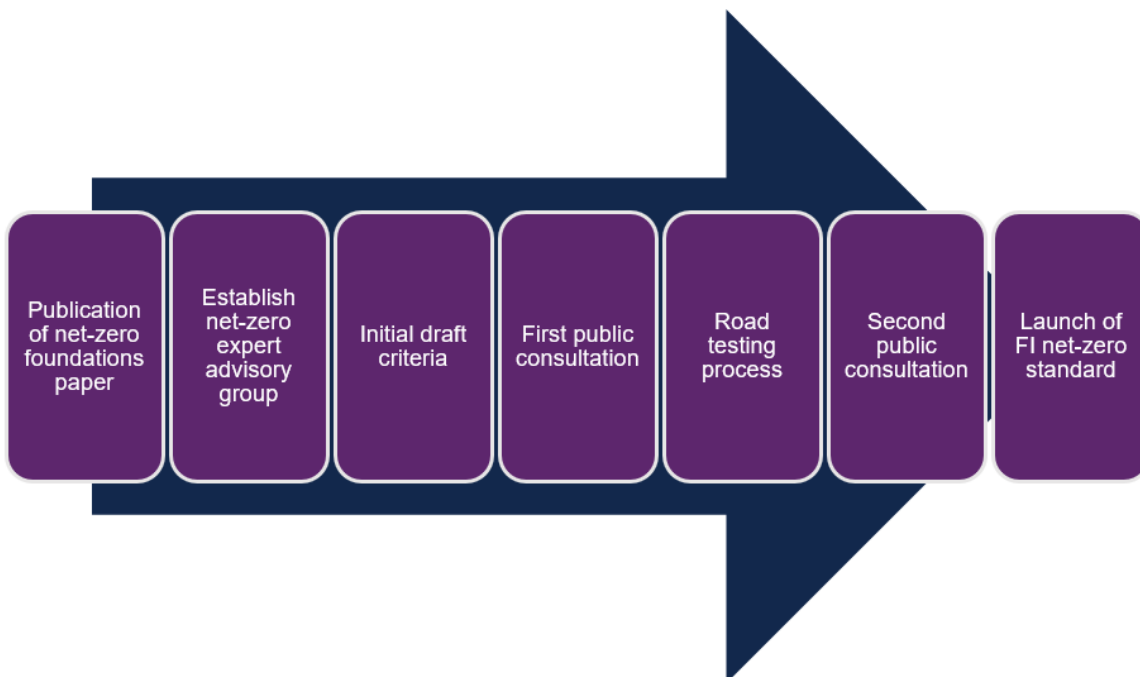 Publication
of net-zero
foundations
paper
Establish
net-zero
expert
advisory
group
Initial draft
criteria
First public
consultation
Road
testing
process
Second
public
consultation
Launch of
FI net-zero
standard